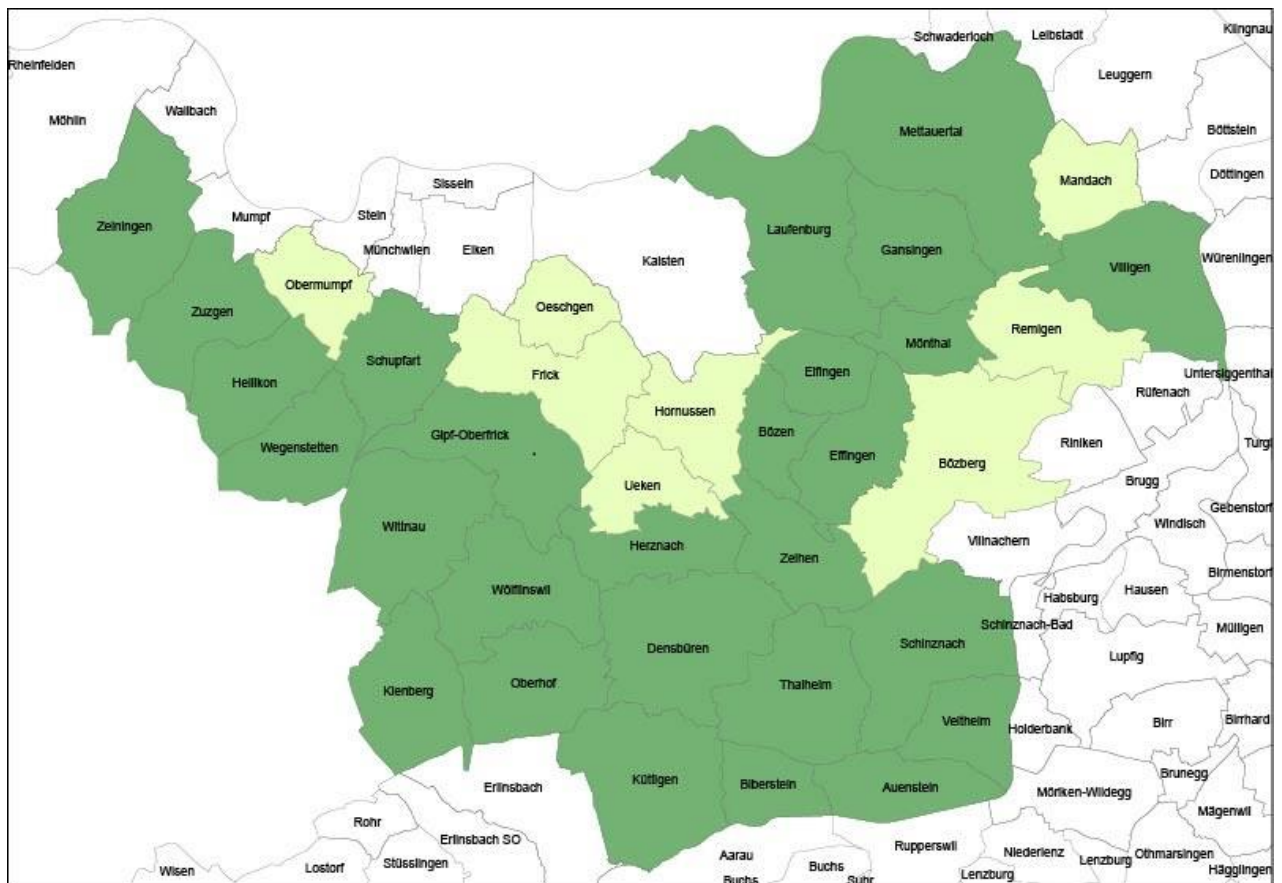 Schwaderloch
Leibstadt
Klingnau
Rheinfelden
Leuggern
Wallbach
Möhlin
Mettauertal
Böttstein
Mandach
Döttingen
Sisseln
Zeiningen
Mumpf
Stein
Münchwilen
Eiken
Kaisten
Laufenburg
Gansingen
Villigen
Würenlingen
Obermumpf
Oeschgen
Zuzgen
Remigen
Mönthal
Schupfart
Frick
Elfingen
Untersiggenthal
Hellikon
Rüfenach
Hornussen
Wegenstetten
Gipf-Oberfrick
Bözen
Effingen
Bözberg
Riniken
Turgi
Ueken
Brugg
Gebenstorf
Wittnau
Herznach
Zeihen
Villnachern
Windisch
Birmenstorf
Wölflinswil
Habsburg
Hausen
Schinznach-Bad
Mülligen
Densbüren
Schinznach
Lupfig
Kienberg
Oberhof
Thalheim
Veltheim
Holderbank
Birr
Birrhard
Erlinsbach
Küttigen
Biberstein
Auenstein
Brunegg
Möriken-Wildegg
Mägenwil
Rohr
Erlinsbach SO
Rupperswil
Niederlenz
Lenzburg
Othmarsingen
Wisen
Lostorf
Stüsslingen
Aarau
Buchs
Buchs
Suhr
Lenzburg
Hägglingen